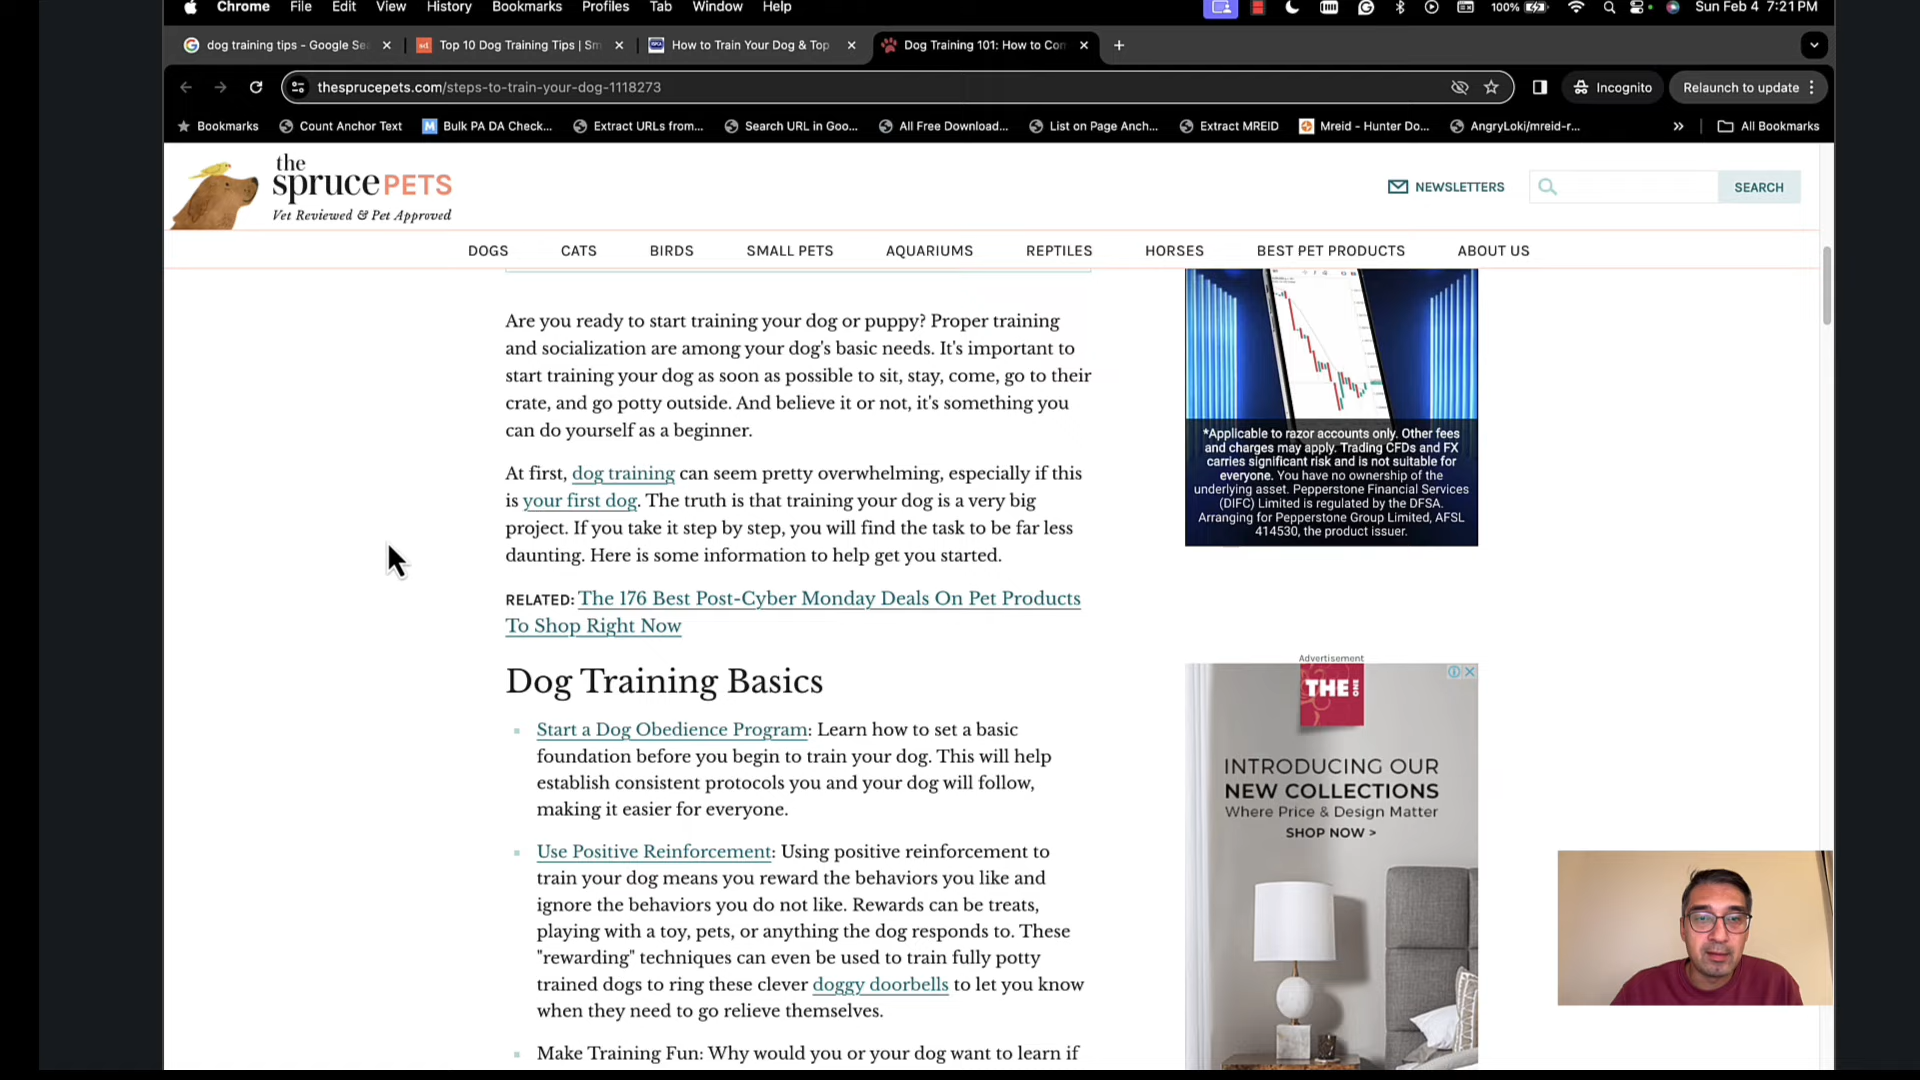 Chrome File Edit View History Bookmarks Profiles Tab Window Help 100% Sun Feb 4 7:21 PM
dog training tips - Google Se Top 10 Dog Training Tips | Sm How to Train Your Dog & Top Dog Training 101: How to Con
thesprucepets.com/steps-to-train-your-dog-1118273 Incognito Relaunch to update
Bookmarks Count Anchor Text Bulk PA DA Check... Extract URLs from... Search URL in Goo... All Free Download... List on Page Anch... Extract MREID Mreid - Hunter Do... AngryLoki/mreid-r... All Bookmarks
the
spruce PETS
Vet Reviewed & Pet Approved
NEWSLETTERS SEARCH
DOGS CATS BIRDS SMALL PETS AQUARIUMS REPTILES HORSES BEST PET PRODUCTS ABOUT US
Are you ready to start training your dog or puppy? Proper training
and socialization are among your dog's basic needs. It's important to
start training your dog as soon as possible to sit, stay, come, go to their
crate, and go potty outside. And believe it or not, it's something you
can do yourself as a beginner.
At first, dog training can seem pretty overwhelming, especially if this
is your first dog. The truth is that training your dog is a very big
project. If you take it step by step, you will find the task to be far less
daunting. Here is some information to help get you started.
RELATED: The 176 Best Post-Cyber Monday Deals On Pet Products
To Shop Right Now
Dog Training Basics
Start a Dog Obedience Program: Learn how to set a basic
foundation before you begin to train your dog. This will help
establish consistent protocols you and your dog will follow,
making it easier for everyone.
Use Positive Reinforcement: Using positive reinforcement to
train your dog means you reward the behaviors you like and
ignore the behaviors you do not like. Rewards can be treats,
playing with a toy, pets, or anything the dog responds to. These
"rewarding" techniques can even be used to train fully potty
trained dogs to ring these clever doggy doorbells to let you know
when they need to go relieve themselves.
Make Training Fun: Why would you or your dog want to learn if
*Applicable to razor accounts only. Other fees
and charges may apply. Trading CFDs and FX
carries significant risk and is not suitable for
everyone. You have no ownership of the
underlying asset. Pepperstone Financial Services
(DIFC) Limited is regulated by the DFSA.
Arranging for Pepperstone Group Limited, AFSL
414530, the product issuer.
Advertisement
THE ONE
INTRODUCING OUR
NEW COLLECTIONS
Where Price & Design Matter
SHOP NOW >